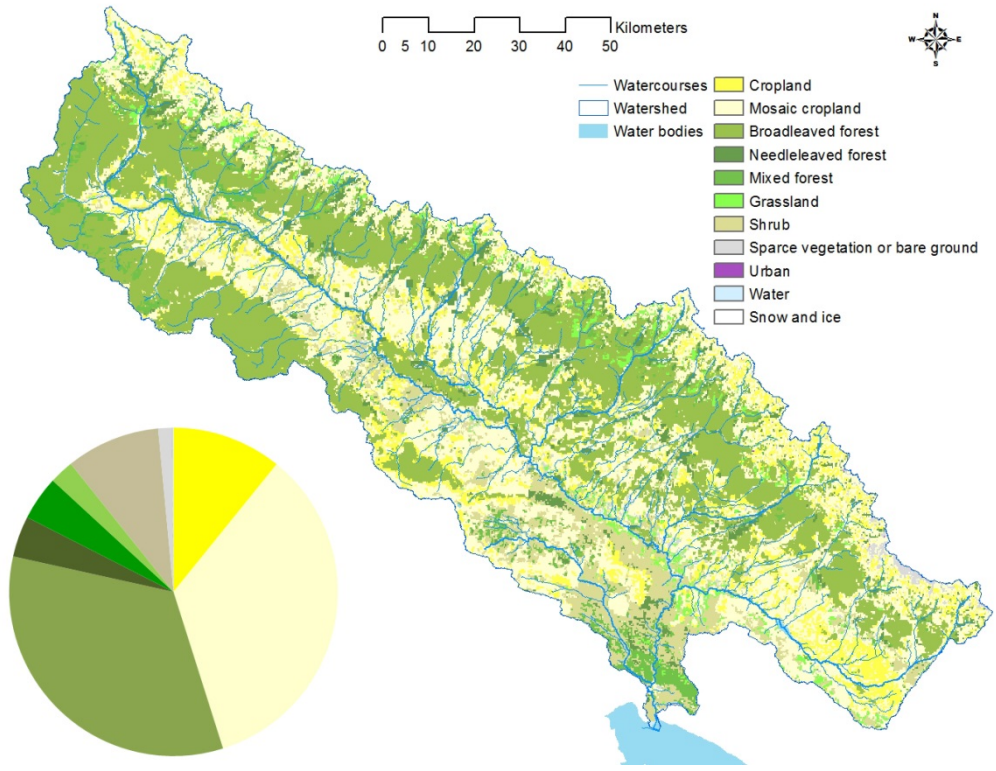 Kilometers
0 5 10 20 30 40 50
N
W E
S
Watercourses
Watershed
Water bodies
Cropland
Mosaic cropland
Broadleaved forest
Needleleaved forest
Mixed forest
Grassland
Shrub
Sparce vegetation or bare ground
Urban
Water
Snow and ice